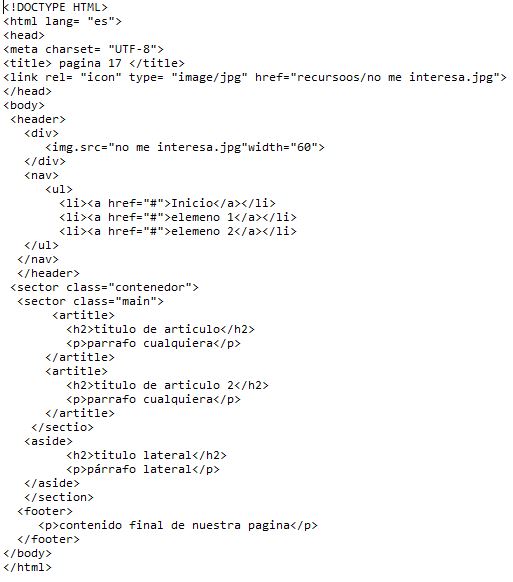 <!DOCTYPE HTML>
<html lang= "es">
<head>
<meta charset= "UTF-8">
<title> pagina 17 </title>
<link rel= "icon" type= "image/jpg" href="recursoos/no me interesa.jpg">
</head>
<body>
<header>
<div>
<img.src="no me interesa.jpg"width="60">
</div>
<nav>
<ul>
<li><a href="#">Inicio</a></li>
<li><a href="#">elemeno 1</a></li>
<li><a href="#">elemeno 2</a></li>
</ul>
</nav>
</header>
<sector class="contenedor">
<sector class="main">
<artitle>
<h2>titulo de articulo</h2>
<p>parrafo cualquiera</p>
</artitle>
<artitle>
<h2>titulo de articulo 2</h2>
<p>parrafo cualquiera</p>
</artitle>
</sectio>
<aside>
<h2>titulo lateral</h2>
<p>párrafo lateral</p>
</aside>
</section>
<footer>
<p>contenido final de nuestra pagina</p>
</footer>
</body>
</html>